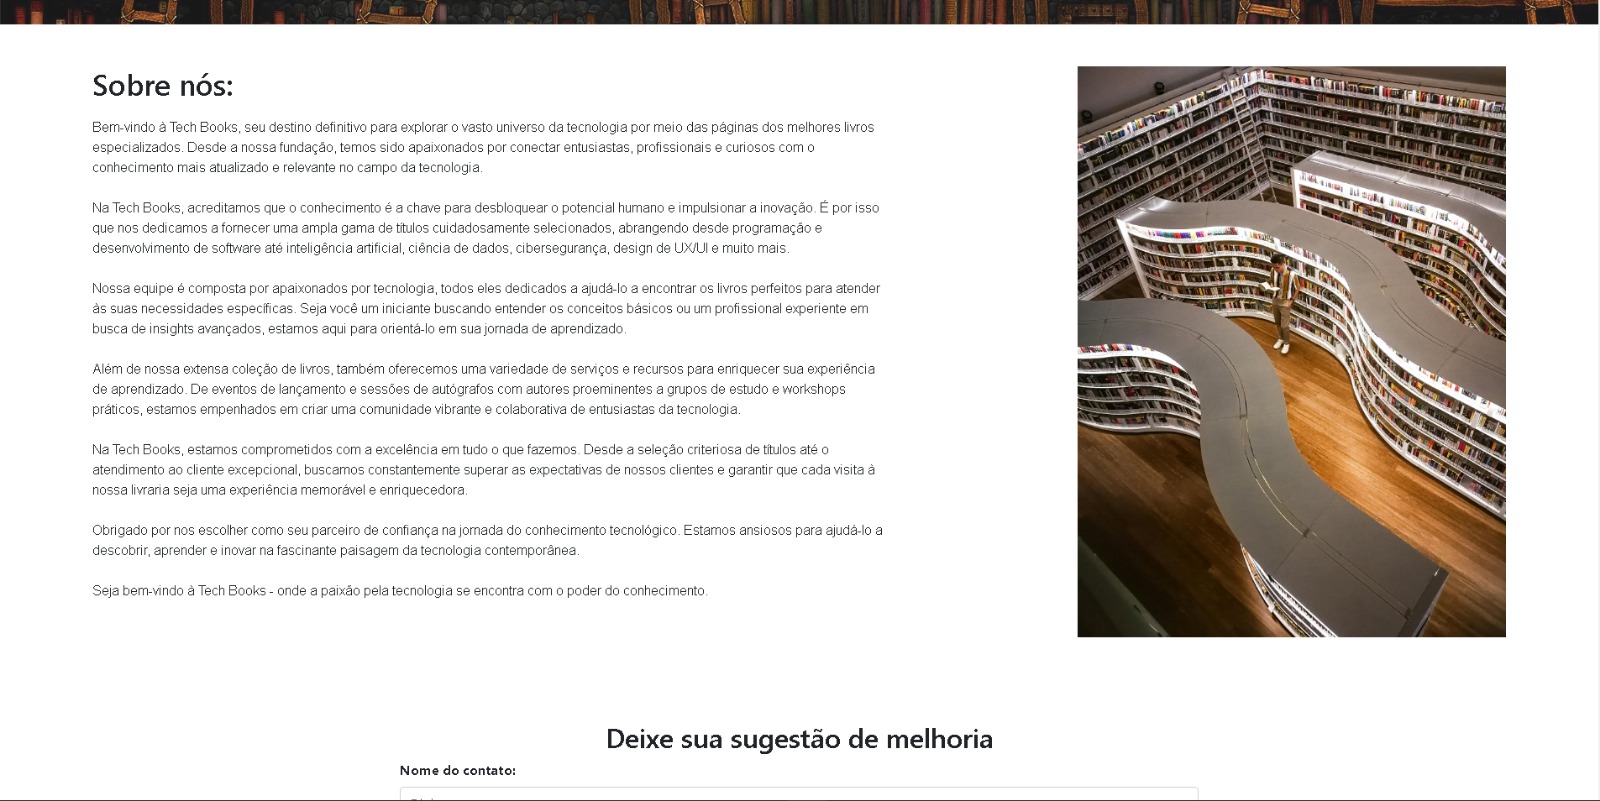 Sobre nós:
Bem-vindo à Tech Books, seu destino definitivo para explorar o vasto universo da tecnologia por meio das páginas dos melhores livros
especializados. Desde a nossa fundação, temos sido apaixonados por conectar entusiastas, profissionais e curiosos com o
conhecimento mais atualizado e relevante no campo da tecnologia.
Na Tech Books, acreditamos que o conhecimento é a chave para desbloquear o potencial humano e impulsionar a inovação. É por isso
que nos dedicamos a fornecer uma ampla gama de títulos cuidadosamente selecionados, abrangendo desde programação e
desenvolvimento de software até inteligência artificial, ciência de dados, cibersegurança, design de UX/UI e muito mais.
Nossa equipe é composta por apaixonados por tecnologia, todos eles dedicados a ajudá-lo a encontrar os livros perfeitos para atender
às suas necessidades específicas. Seja você um iniciante buscando entender os conceitos básicos ou um profissional experiente em
busca de insights avançados, estamos aqui para orientá-lo em sua jornada de aprendizado.
Além de nossa extensa coleção de livros, também oferecemos uma variedade de serviços e recursos para enriquecer sua experiência
de aprendizado. De eventos de lançamento e sessões de autógrafos com autores proeminentes a grupos de estudo e workshops
práticos, estamos empenhados em criar uma comunidade vibrante e colaborativa de entusiastas da tecnologia.
Na Tech Books, estamos comprometidos com a excelência em tudo o que fazemos. Desde a seleção criteriosa de títulos até o
atendimento ao cliente excepcional, buscamos constantemente superar as expectativas de nossos clientes e garantir que cada visita à
nossa livraria seja uma experiência memorável e enriquecedora.
Obrigado por nos escolher como seu parceiro de confiança na jornada do conhecimento tecnológico. Estamos ansiosos para ajudá-lo a
descobrir, aprender e inovar na fascinante paisagem da tecnologia contemporânea.
Seja bem-vindo à Tech Books - onde a paixão pela tecnologia se encontra com o poder do conhecimento.
Deixe sua sugestão de melhoria
Nome do contato: